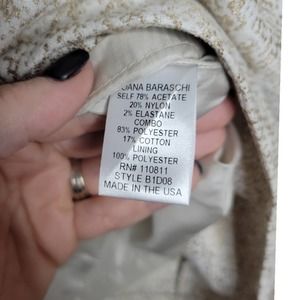 DANA BARASCHI
SELF 78% ACETATE
20% NYLON
2% ELASTANE
COMBO
83% POLYESTER
17% COTTON
LINING
100% POLYESTER
RN# 110811
STYLE B1D08
MADE IN THE USA